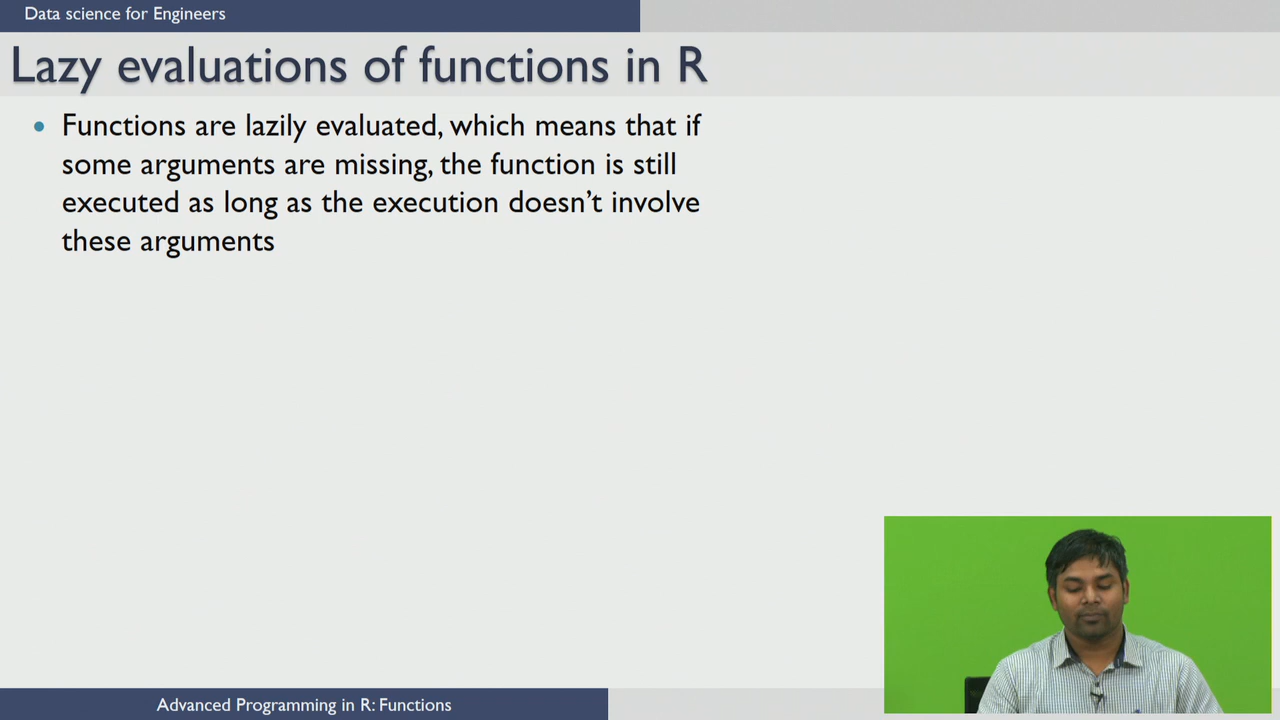 Data science for Engineers
Lazy evaluations of functions in R
• Functions are lazily evaluated, which means that if
some arguments are missing, the function is still
executed as long as the execution doesn’t involve
these arguments
Advanced Programming in R: Functions